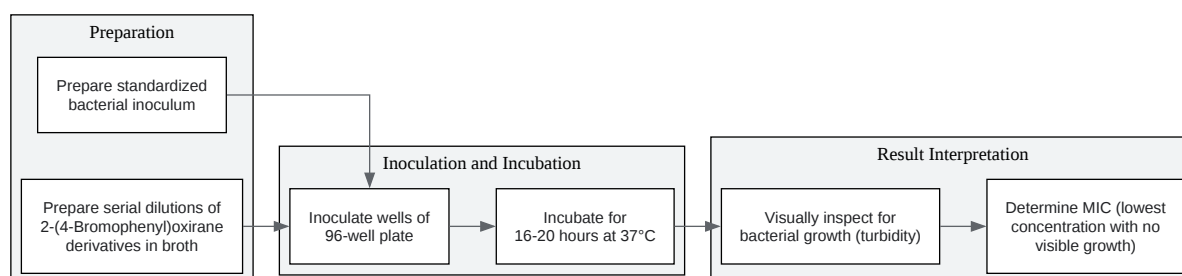 Preparation
Prepare standardized
bacterial inoculum
Prepare serial dilutions of
2-(4-Bromophenyl)oxirane
derivatives in broth
Inoculation and Incubation
Inoculate wells of
96-well plate
Incubate for
16-20 hours at 37°C
Result Interpretation
Visually inspect for
bacterial growth (turbidity)
Determine MIC (lowest
concentration with no
visible growth)